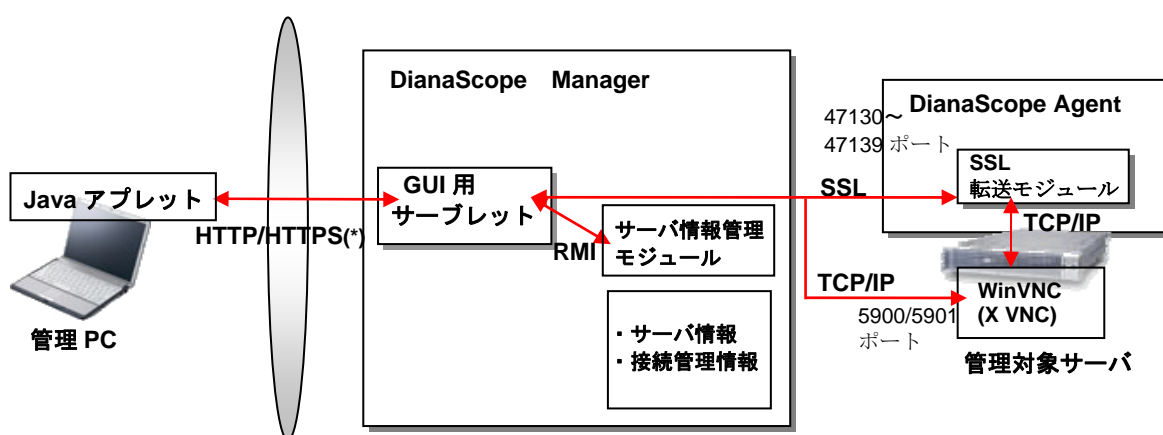 DianaScope Manager
DianaScope Agent
47130～
47139 ポート
SSL
転送モジュール
Java アプレット
GUI 用
サーブレット
SSL
HTTP/HTTPS(*)
RMI
サーバ情報管理
モジュール
TCP/IP
TCP/IP
WinVNC
(X VNC)
5900/5901
ポート
・サーバ情報
・接続管理情報
管理 PC
管理対象サーバ